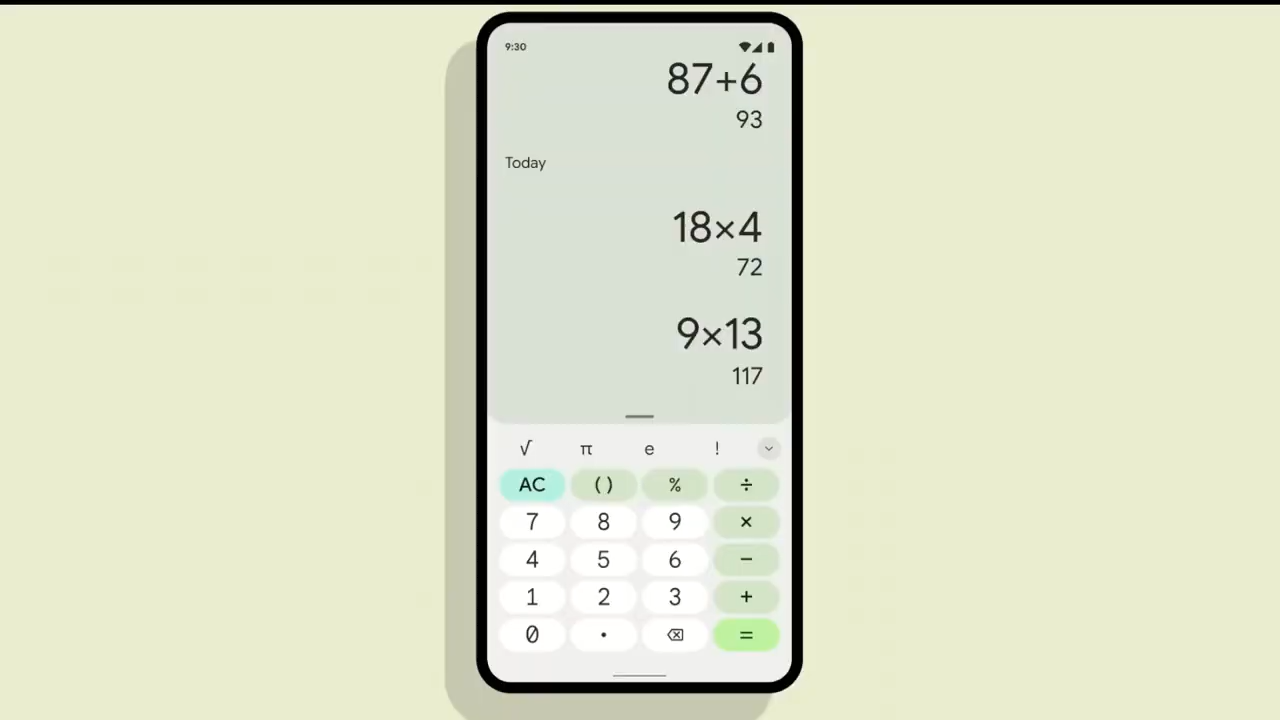 9:30
87+6
93
Today
18×4
72
9×13
117
√ π e !
AC ( ) % ÷
7 8 9 ×
4 5 6 −
1 2 3 +
0 . =